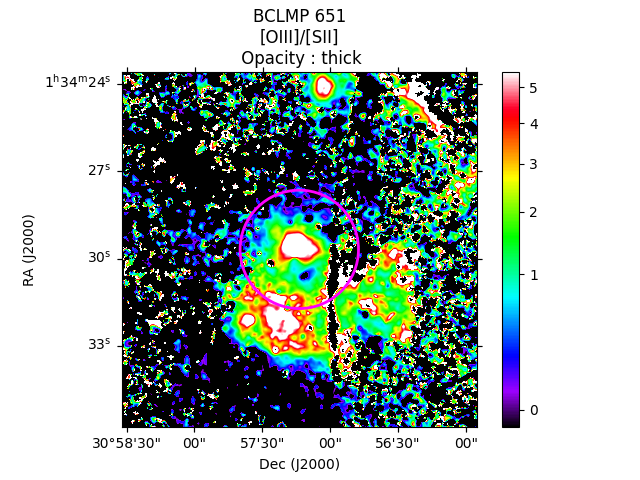 BCLMP 651
[OIII]/[SII]
Opacity : thick
1ʰ34ᵐ24ˢ
27ˢ
30ˢ
33ˢ
RA (J2000)
30°58'30" 00" 57'30" 00" 56'30" 00"
Dec (J2000)
5
4
3
2
1
0